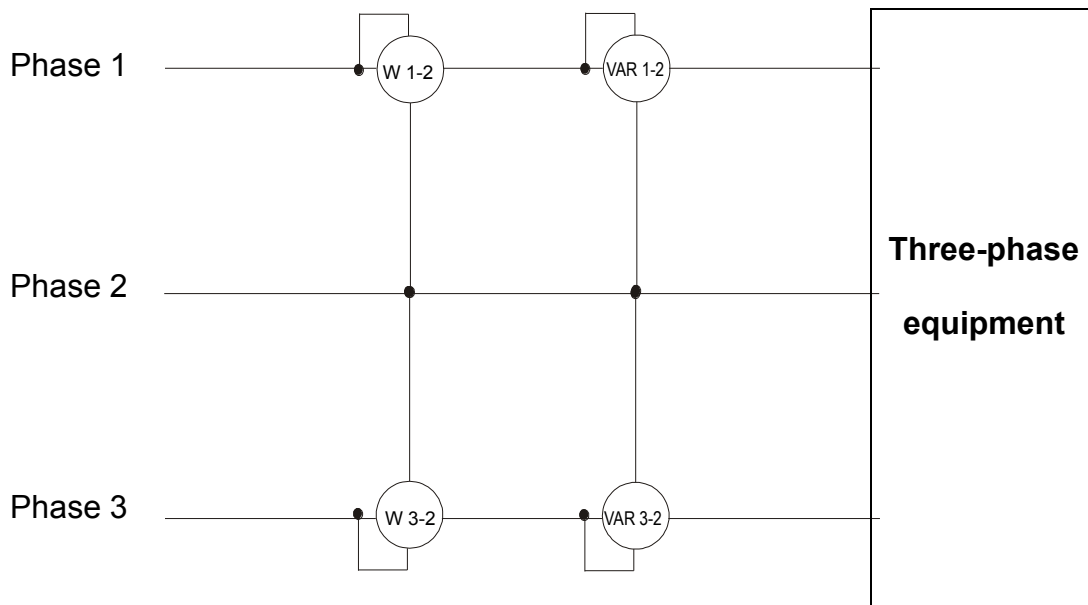 Phase 1
W 1-2
VAR 1-2
Phase 2
Three-phase
equipment
Phase 3
W 3-2
VAR 3-2